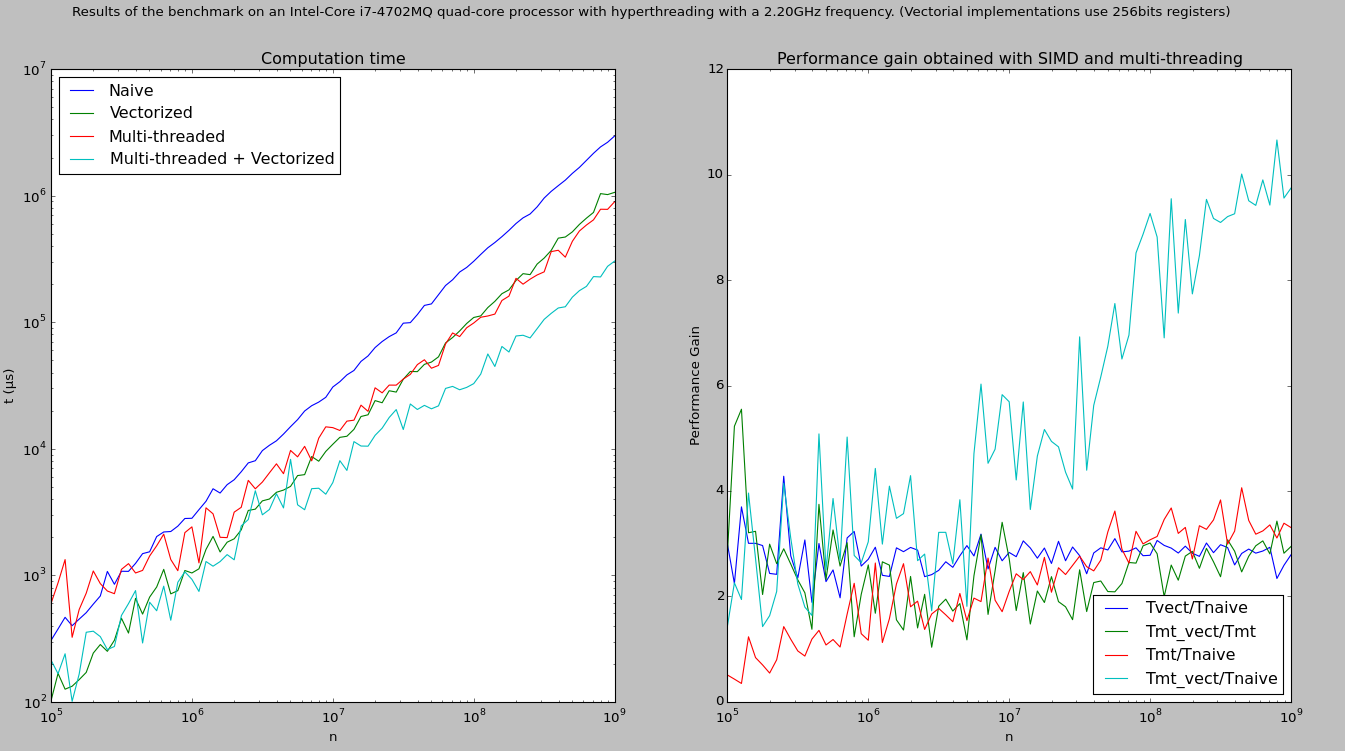 Results of the benchmark on an Intel-Core i7-4702MQ quad-core processor with hyperthreading with a 2.20GHz frequency. (Vectorial implementations use 256bits registers)
Computation time
Naive
Vectorized
Multi-threaded
Multi-threaded + Vectorized
10^7
10^6
10^5
10^4
10^3
10^2
t (µs)
10^5 10^6 10^7 10^8 10^9
n
Performance gain obtained with SIMD and multi-threading
12
10
8
6
4
2
0
Performance Gain
Tvect/Tnaive
Tmt_vect/Tmt
Tmt/Tnaive
Tmt_vect/Tnaive
10^5 10^6 10^7 10^8 10^9
n